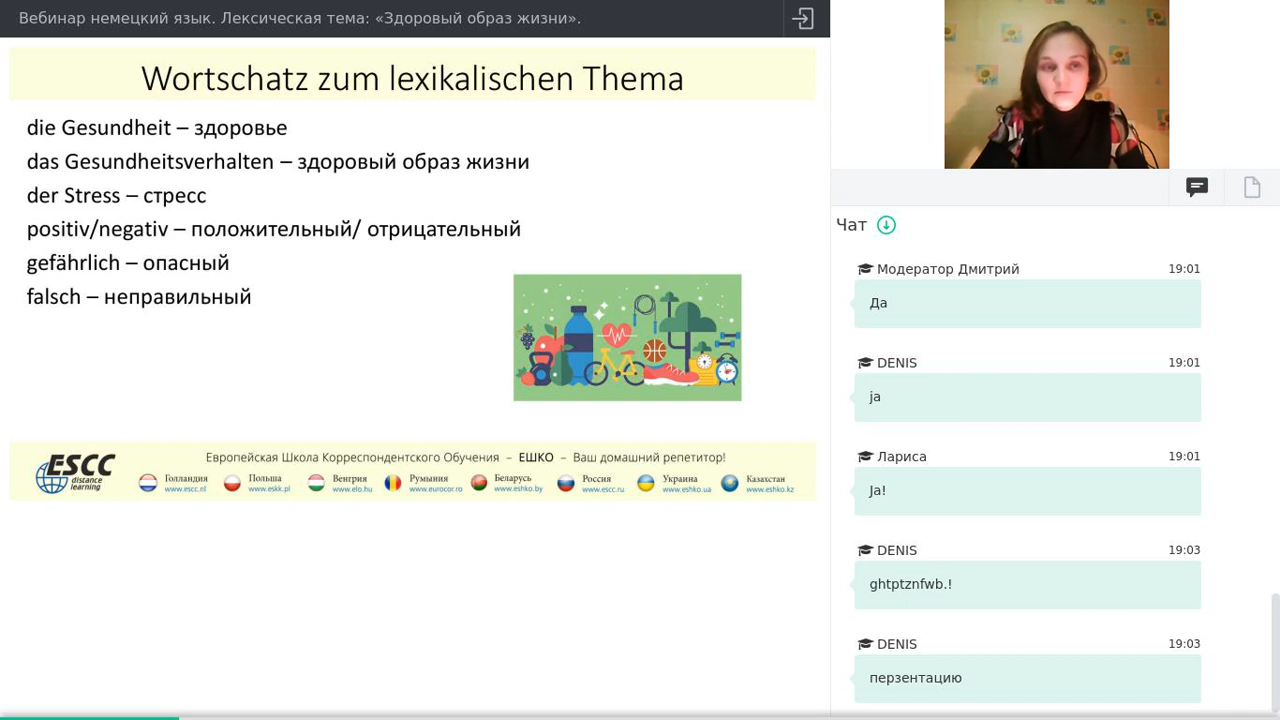 Вебинар немецкий язык. Лексическая тема: «Здоровый образ жизни».
Wortschatz zum lexikalischen Thema
die Gesundheit – здоровье
das Gesundheitsverhalten – здоровый образ жизни
der Stress – стресс
positiv/negativ – положительный/ отрицательный
gefährlich – опасный
falsch – неправильный
ESCC
distance
learning
Европейская Школа Корреспондентского Обучения – ЕШКО – Ваш домашний репетитор!
Голландия
www.escc.nl
Польша
www.eskk.pl
Венгрия
www.elo.hu
Румыния
www.eurocor.ro
Беларусь
www.eshko.by
Россия
www.escc.ru
Украина
www.eshko.ua
Казахстан
www.eshko.kz
Чат
Модератор Дмитрий 19:01
Да
DENIS 19:01
ja
Лариса 19:01
Ja!
DENIS 19:03
ghtptznfwb.!
DENIS 19:03
перзентацию